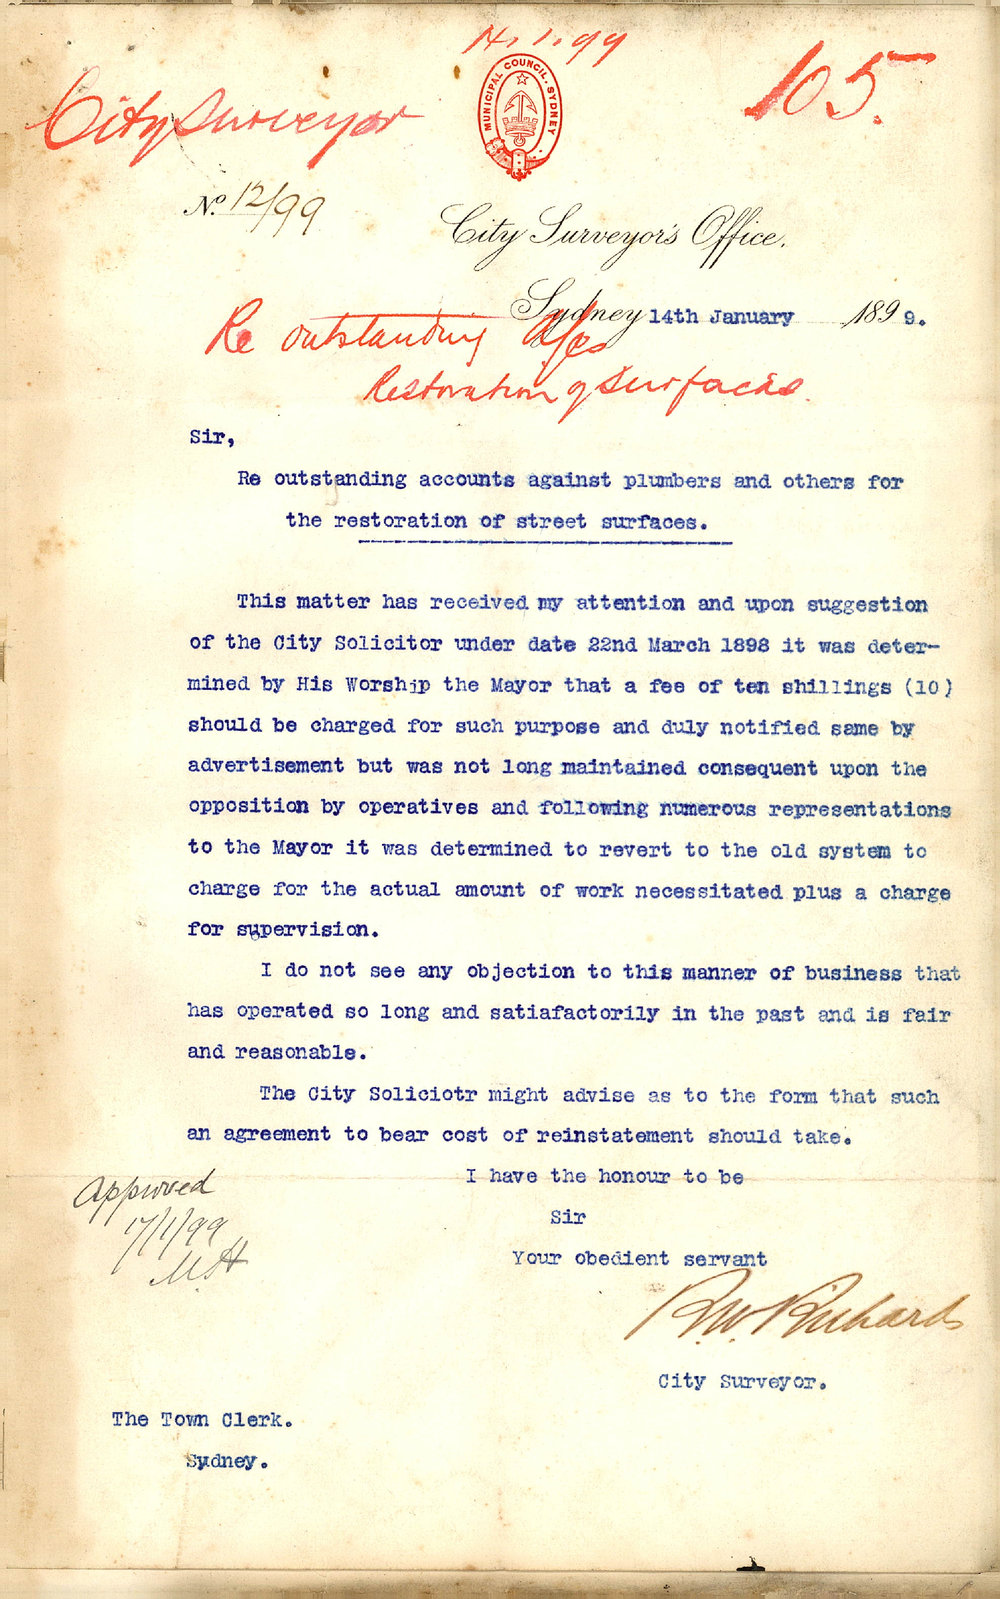 14.1.99
City Surveyor
105.
MUNICIPAL COUNCIL. SYDNEY
No. 12/99
City Surveyor's Office.
Sydney 14th January 1899.
Re outstanding a/cs
Restoration of Surfaces.
Sir,
Re outstanding accounts against plumbers and others for
the restoration of street surfaces.
This matter has received my attention and upon suggestion
of the City Solicitor under date 22nd March 1898 it was deter-
mined by His Worship the Mayor that a fee of ten shillings (10)
should be charged for such purpose and duly notified same by
advertisement but was not long maintained consequent upon the
opposition by operatives and following numerous representations
to the Mayor it was determined to revert to the old system to
charge for the actual amount of work necessitated plus a charge
for supervision.
I do not see any objection to this manner of business that
has operated so long and satiafactorily in the past and is fair
and reasonable.
The City Soliciotr might advise as to the form that such
an agreement to bear cost of reinstatement should take.
I have the honour to be
Sir
Your obedient servant
Approved
17/1/99
R.W. Richards
City Surveyor.
The Town Clerk.
Sydney.